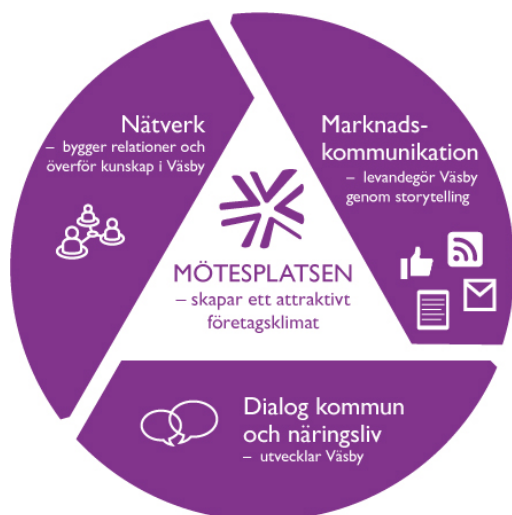 Nätverk
– bygger relationer och
överför kunskap i Väsby
Marknads-
kommunikation
– levandegör Väsby
genom storytelling
MÖTESPLATSEN
– skapar ett attraktivt
företagsklimat
Dialog kommun
och näringsliv
– utvecklar Väsby